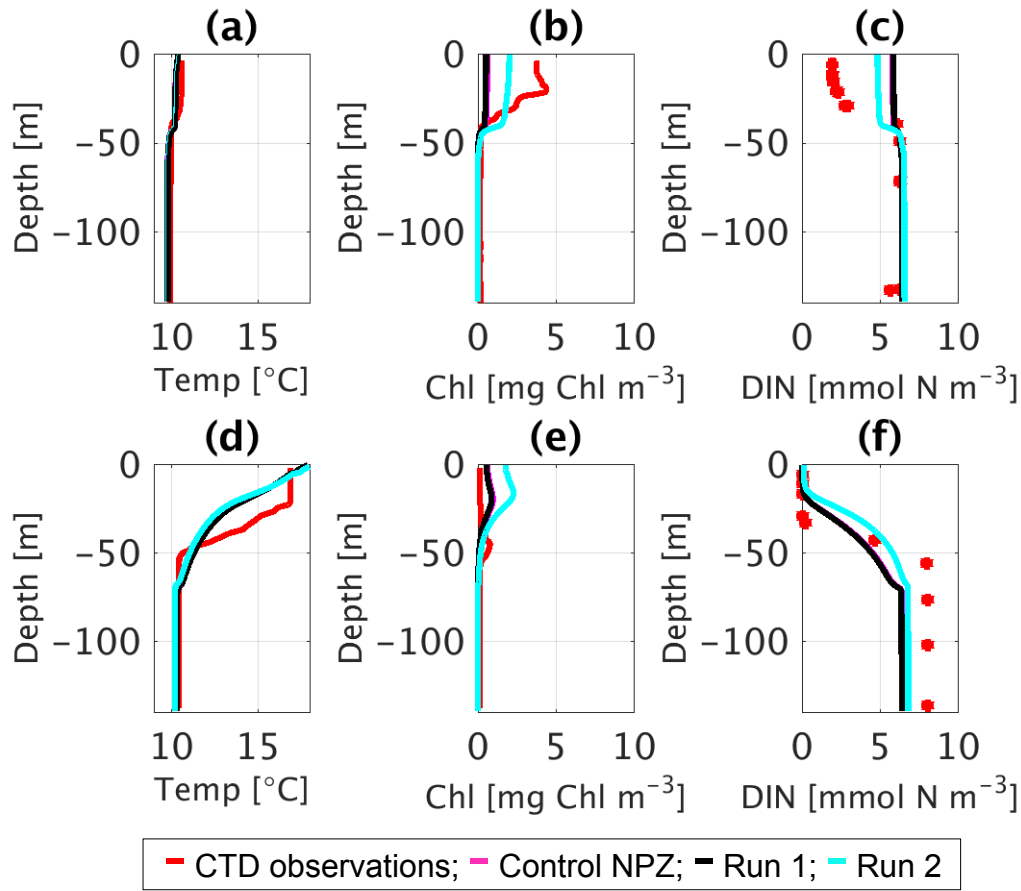 (a) (b) (c)
0 0 0
−50 −50 −50
−100 −100 −100
Depth [m] Depth [m] Depth [m]
10 15 0 5 10 0 5 10
Temp [°C] Chl [mg Chl m⁻³] DIN [mmol N m⁻³]
(d) (e) (f)
0 0 0
−50 −50 −50
−100 −100 −100
Depth [m] Depth [m] Depth [m]
10 15 0 5 10 0 5 10
Temp [°C] Chl [mg Chl m⁻³] DIN [mmol N m⁻³]
CTD observations; Control NPZ; Run 1; Run 2